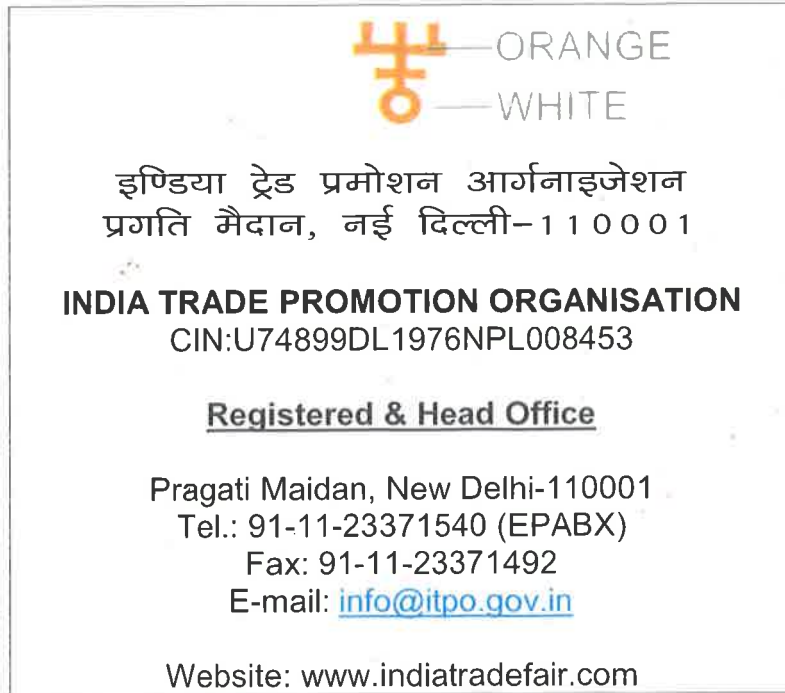 ORANGE
WHITE
इण्डिया ट्रेड प्रमोशन आर्गनाइजेशन
प्रगति मैदान, नई दिल्ली-110001
INDIA TRADE PROMOTION ORGANISATION
CIN:U74899DL1976NPL008453
Registered & Head Office
Pragati Maidan, New Delhi-110001
Tel.: 91-11-23371540 (EPABX)
Fax: 91-11-23371492
E-mail: info@itpo.gov.in
Website: www.indiatradefair.com